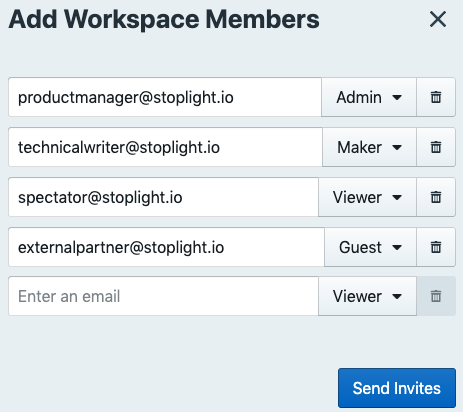 Add Workspace Members
productmanager@stoplight.io Admin
technicalwriter@stoplight.io Maker
spectator@stoplight.io Viewer
externalpartner@stoplight.io Guest
Enter an email Viewer
Send Invites